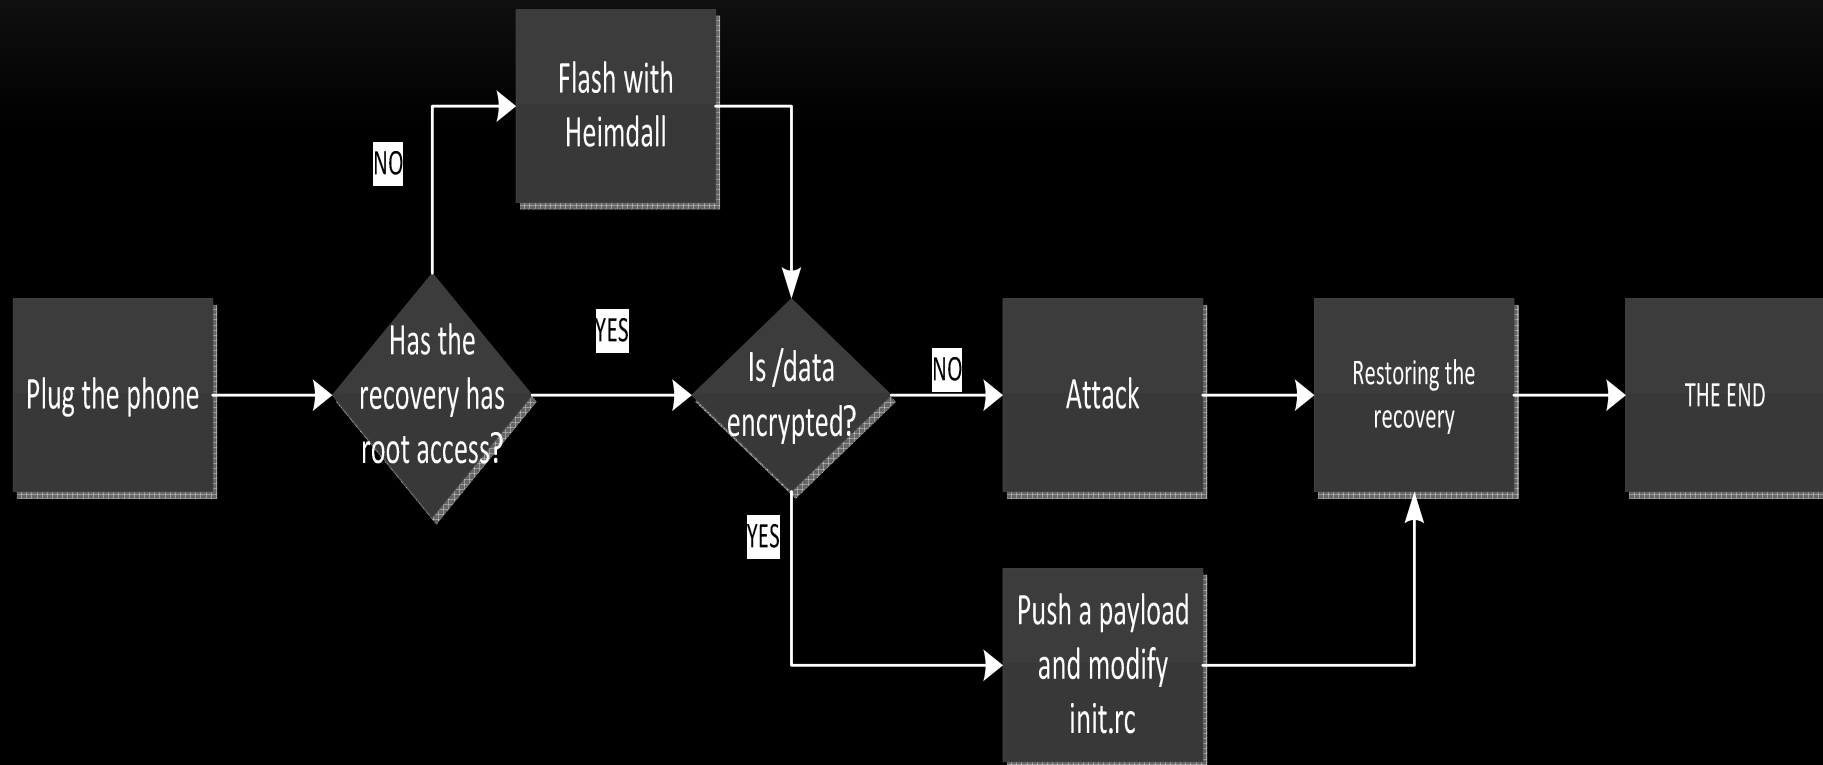 Flash with
Heimdall
NO
Plug the phone
Has the
recovery has
root access?
YES
Is /data
encrypted?
NO
Attack
Restoring the
recovery
THE END
YES
Push a payload
and modify
init.rc